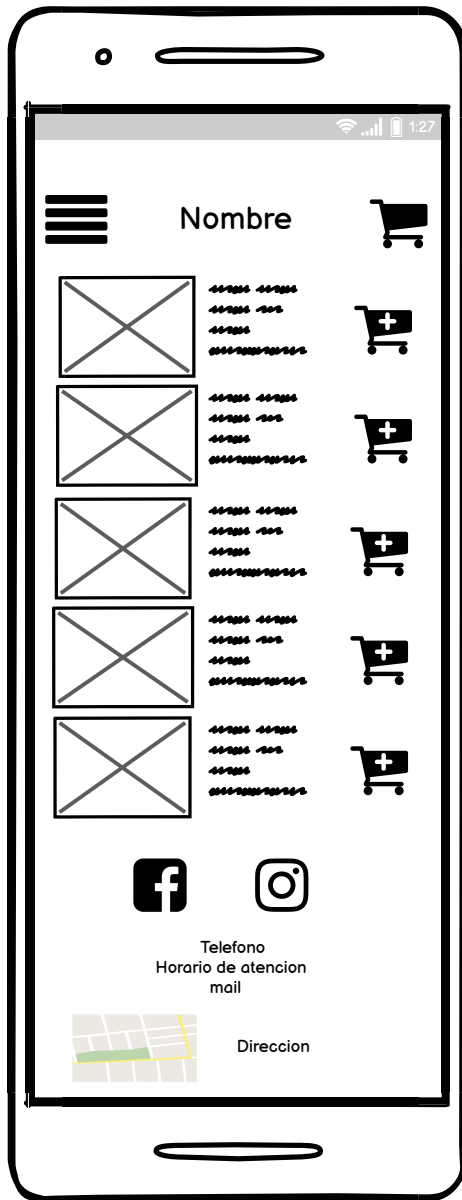 1:27
Nombre
Telefono
Horario de atencion
mail
Direccion